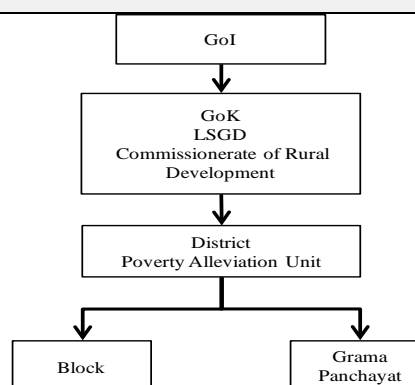 GoI
GoK
LSGD
Commissionerate of Rural
Development
District
Poverty Alleviation Unit
Block
Grama
Panchayat